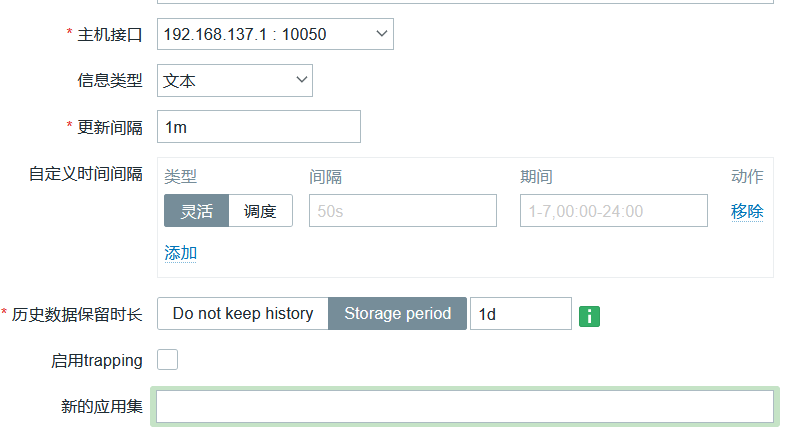 * 主机接口 192.168.137.1 : 10050
信息类型 文本
* 更新间隔 1m
自定义时间间隔 类型 间隔 期间 动作
灵活 调度 50s 1-7,00:00-24:00 移除
添加
* 历史数据保留时长 Do not keep history Storage period 1d i
启用trapping
新的应用集